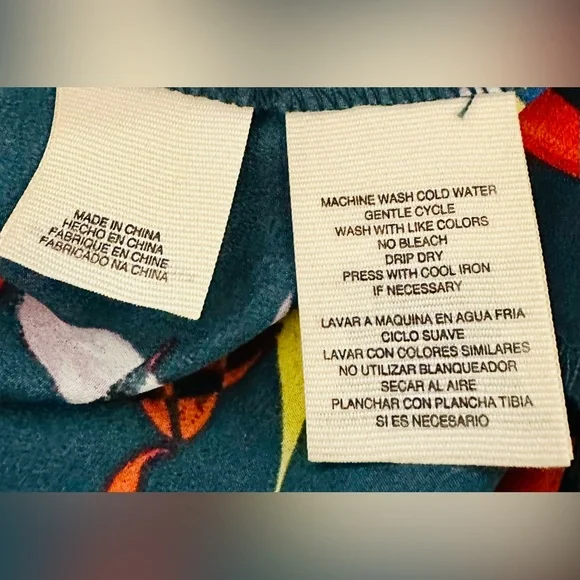 MADE IN CHINA
HECHO EN CHINA
FABRIQUE EN CHINE
FABRICADO NA CHINA
MACHINE WASH COLD WATER
GENTLE CYCLE
WASH WITH LIKE COLORS
NO BLEACH
DRIP DRY
PRESS WITH COOL IRON
IF NECESSARY
LAVAR A MAQUINA EN AGUA FRIA
CICLO SUAVE
LAVAR CON COLORES SIMILARES
NO UTILIZAR BLANQUEADOR
SECAR AL AIRE
PLANCHAR CON PLANCHA TIBIA
SI ES NECESARIO